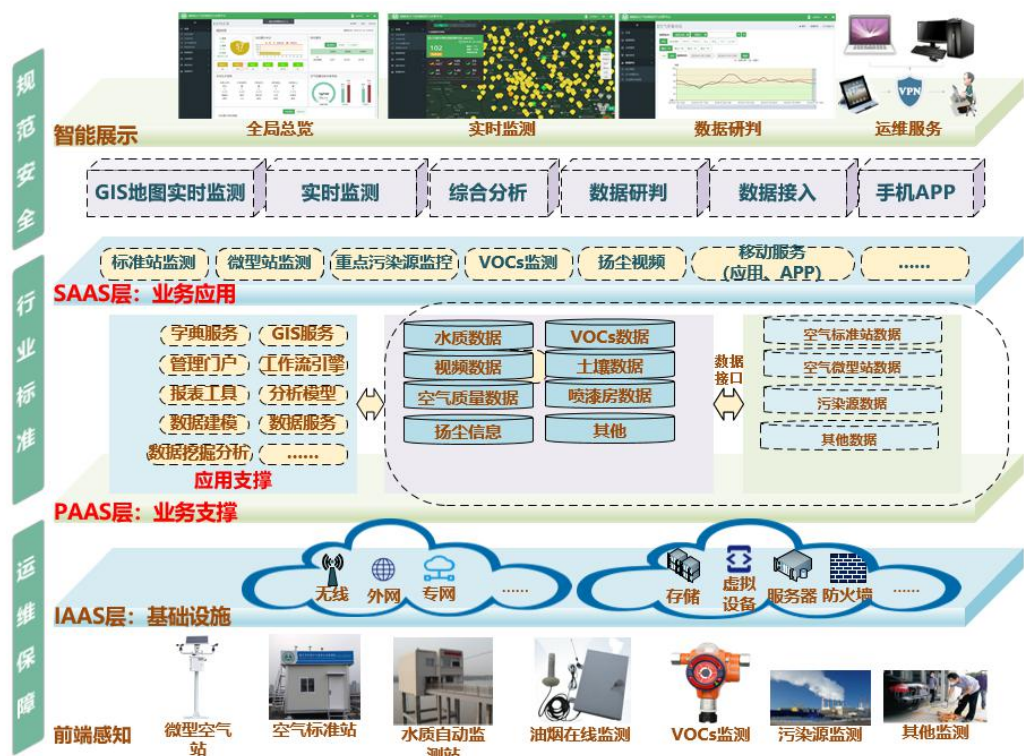 规范安全
全局总览
实时监测
数据研判
VPN
运维服务
智能展示
GIS地图实时监测
实时监测
综合分析
数据研判
数据接入
手机APP
行业标准
标准站监测
微型站监测
重点污染源监控
VOCs监测
扬尘视频
移动服务
(应用、APP)
......
SAAS层：业务应用
字典服务
GIS服务
管理门户
工作流引擎
报表工具
分析模型
数据建模
数据服务
数据挖掘分析
......
应用支撑
水质数据
VOCs数据
视频数据
土壤数据
空气质量数据
喷漆房数据
扬尘信息
其他
数据
接口
空气标准站数据
空气微型站数据
污染源数据
其他数据
PAAS层：业务支撑
运维保障
无线
外网
专网
......
存储
虚拟
设备
服务器
防火墙
......
IAAS层：基础设施
前端感知
微型空气
站
空气标准站
水质自动监
测站
油烟在线监测
VOCs监测
污染源监测
其他监测